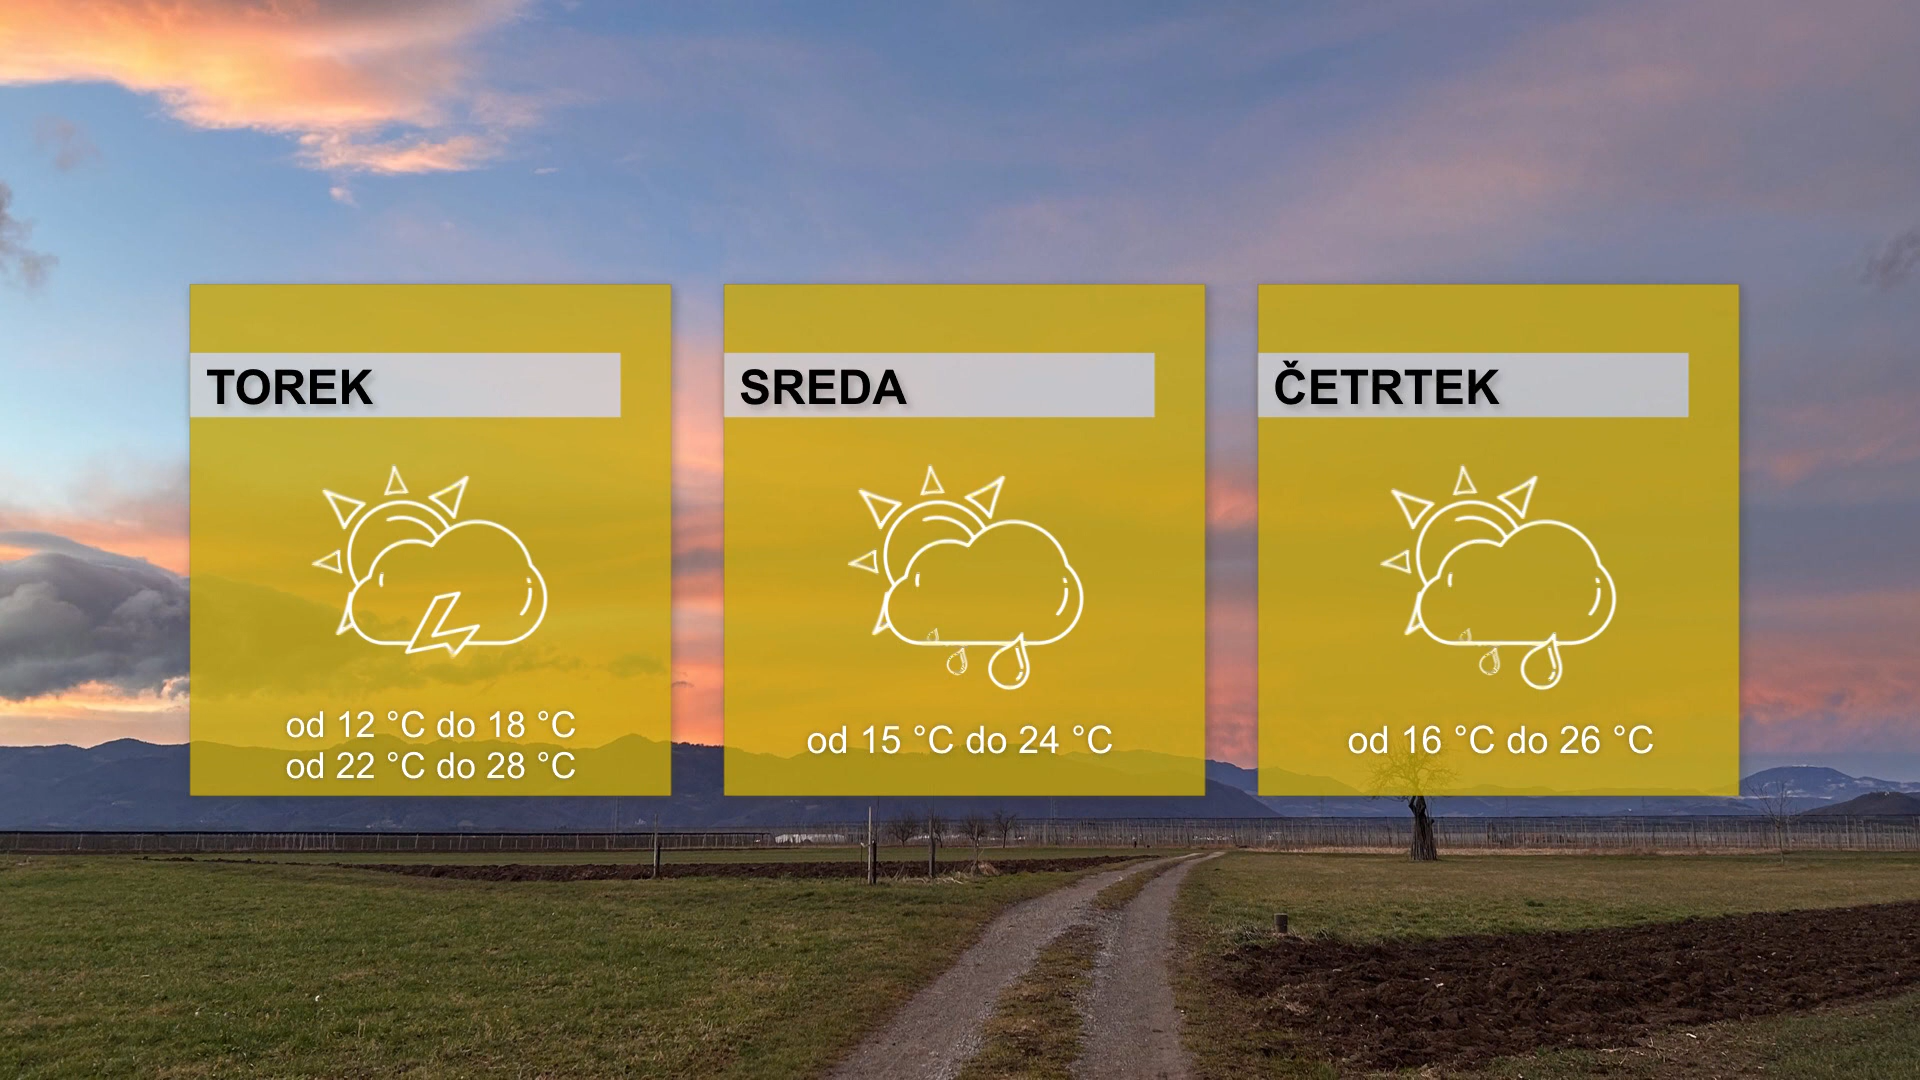 TOREK
od 12 °C do 18 °C
od 22 °C do 28 °C
SREDA
od 15 °C do 24 °C
ČETRTEK
od 16 °C do 26 °C